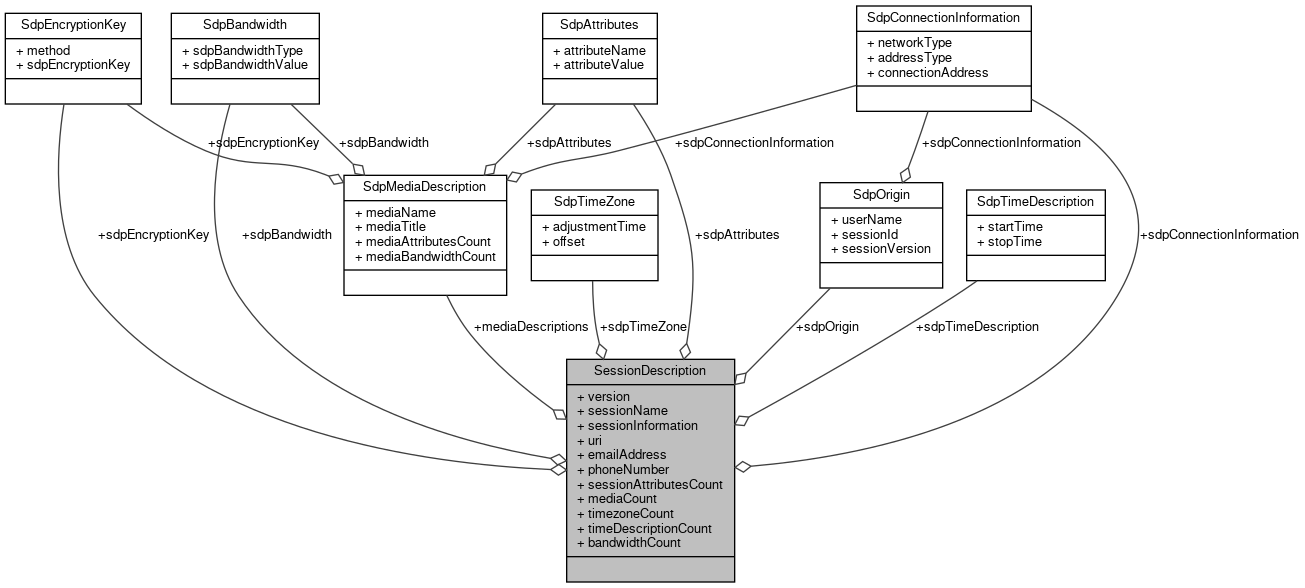 SdpEncryptionKey
+ method
+ sdpEncryptionKey
SdpBandwidth
+ sdpBandwidthType
+ sdpBandwidthValue
SdpAttributes
+ attributeName
+ attributeValue
SdpConnectionInformation
+ networkType
+ addressType
+ connectionAddress
+sdpEncryptionKey
+sdpBandwidth
+sdpAttributes
+sdpConnectionInformation
+sdpConnectionInformation
SdpMediaDescription
+ mediaName
+ mediaTitle
+ mediaAttributesCount
+ mediaBandwidthCount
SdpTimeZone
+ adjustmentTime
+ offset
SdpOrigin
+ userName
+ sessionId
+ sessionVersion
SdpTimeDescription
+ startTime
+ stopTime
+sdpEncryptionKey
+sdpBandwidth
+sdpAttributes
+sdpConnectionInformation
+mediaDescriptions
+sdpTimeZone
+sdpOrigin
+sdpTimeDescription
SessionDescription
+ version
+ sessionName
+ sessionInformation
+ uri
+ emailAddress
+ phoneNumber
+ sessionAttributesCount
+ mediaCount
+ timezoneCount
+ timeDescriptionCount
+ bandwidthCount